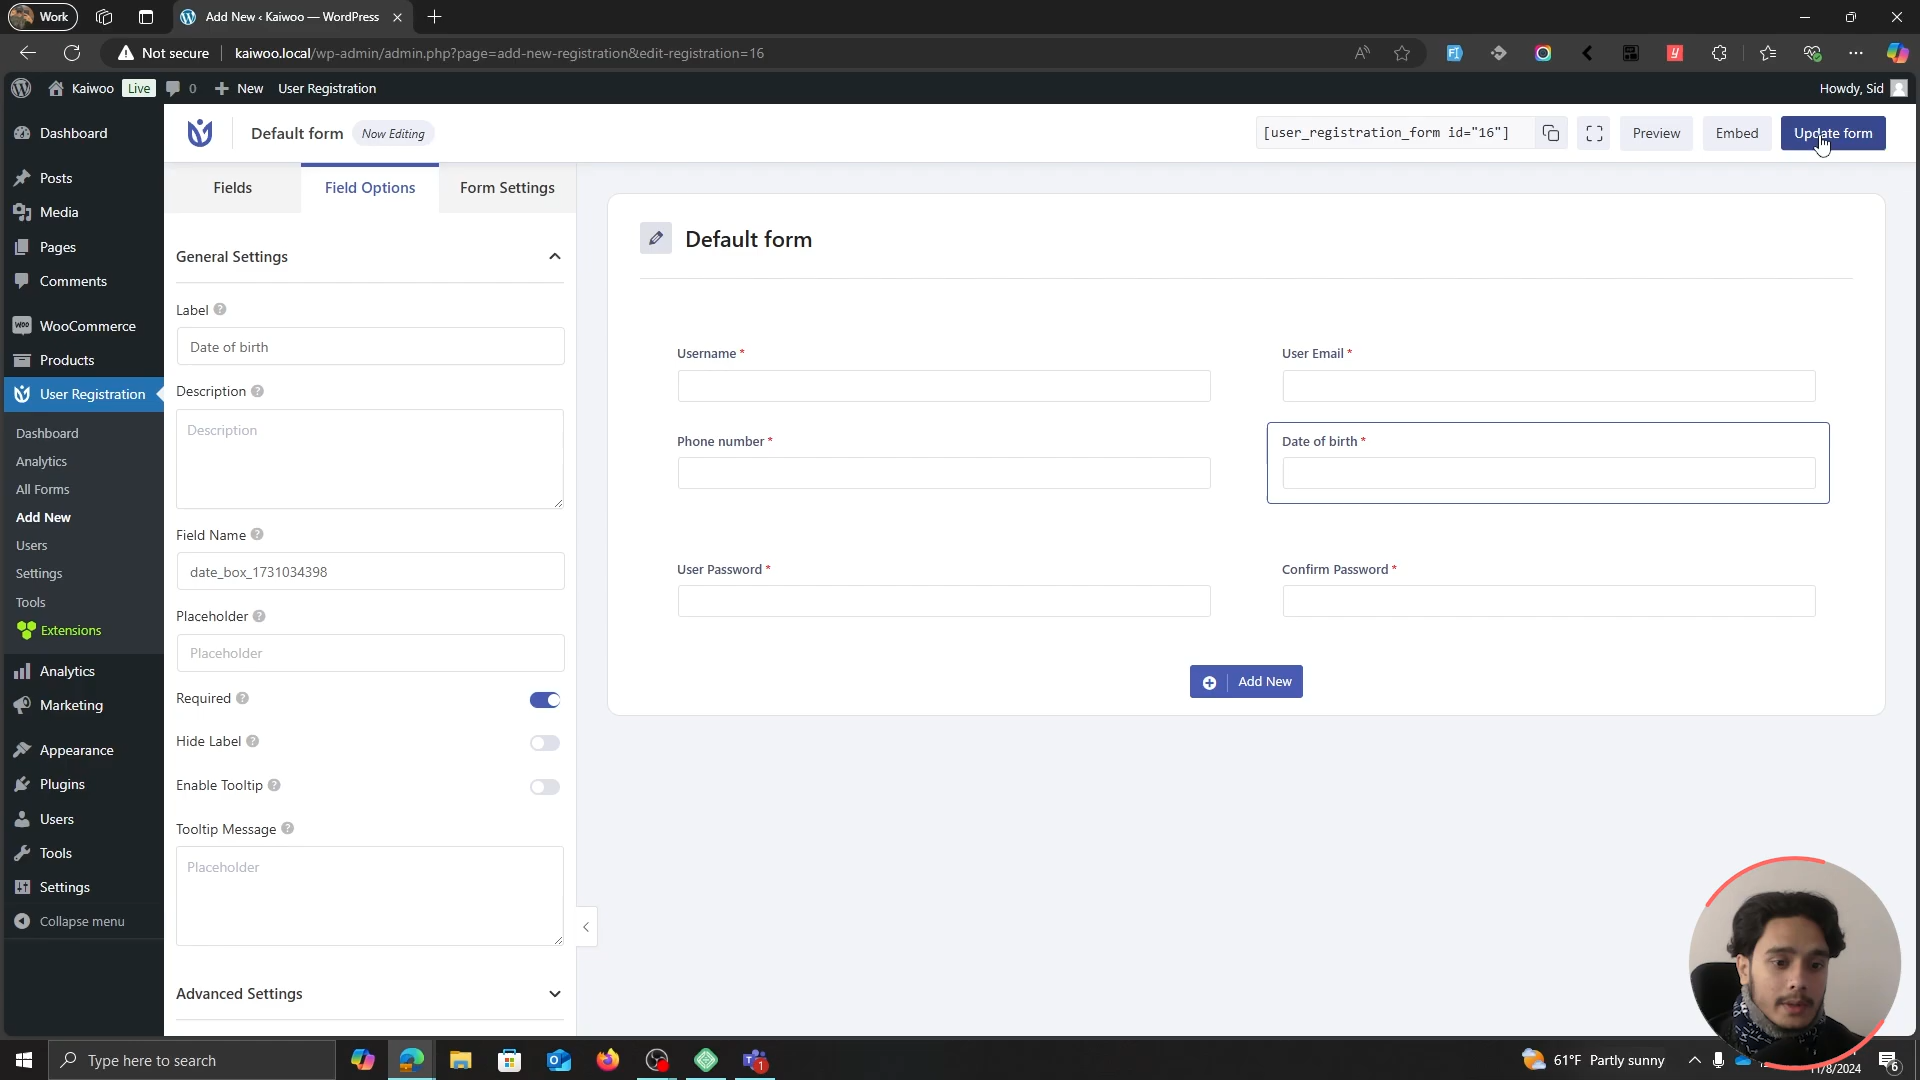 Work
Add New ‹ Kaiwoo — WordPress
Not secure
kaiwoo.local/wp-admin/admin.php?page=add-new-registration&edit-registration=16
Kaiwoo Live 0 New User Registration
Howdy, Sid
Dashboard
Posts
Media
Pages
Comments
WooCommerce
Products
User Registration
Dashboard
Analytics
All Forms
Add New
Users
Settings
Tools
Extensions
Analytics
Marketing
Appearance
Plugins
Users
Tools
Settings
Collapse menu
Default form Now Editing
[user_registration_form id="16"]
Preview
Embed
Update form
Fields
Field Options
Form Settings
General Settings
Label
Date of birth
Description
Description
Field Name
date_box_1731034398
Placeholder
Placeholder
Required
Hide Label
Enable Tooltip
Tooltip Message
Placeholder
Advanced Settings
Default form
Username *
User Email *
Phone number *
Date of birth *
User Password *
Confirm Password *
Add New
Type here to search
1
61°F Partly sunny
11/8/2024
6